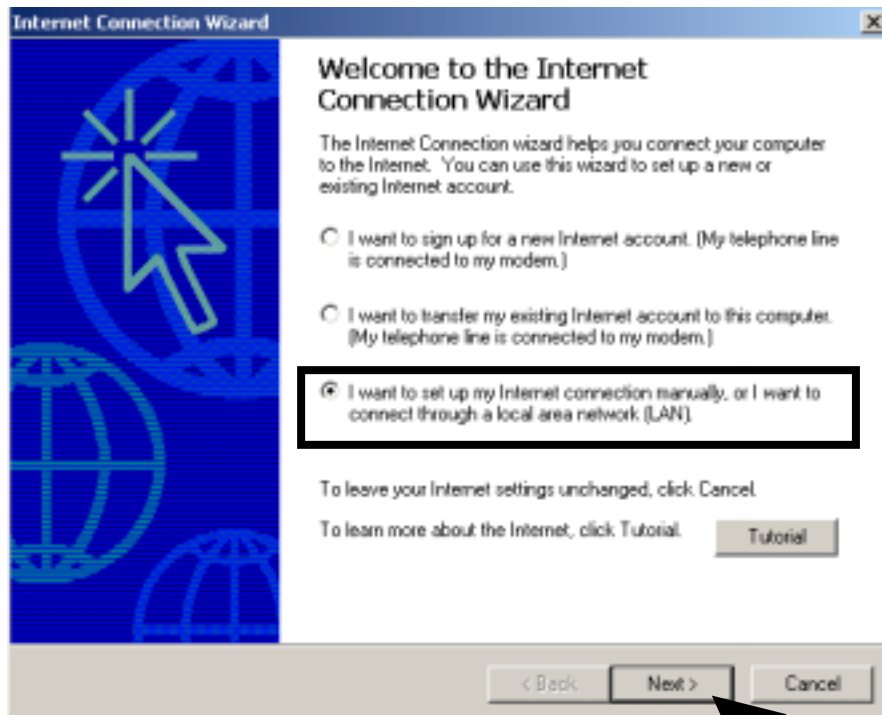 Internet Connection Wizard
Welcome to the Internet
Connection Wizard
The Internet Connection wizard helps you connect your computer
to the Internet. You can use this wizard to set up a new or
existing Internet account.
I want to sign up for a new Internet account. (My telephone line
is connected to my modem.)
I want to transfer my existing Internet account to this computer.
(My telephone line is connected to my modem.)
I want to set up my Internet connection manually, or I want to
connect through a local area network (LAN).
To leave your Internet settings unchanged, click Cancel.
To learn more about the Internet, click Tutorial.
Tutorial
< Back
Next >
Cancel